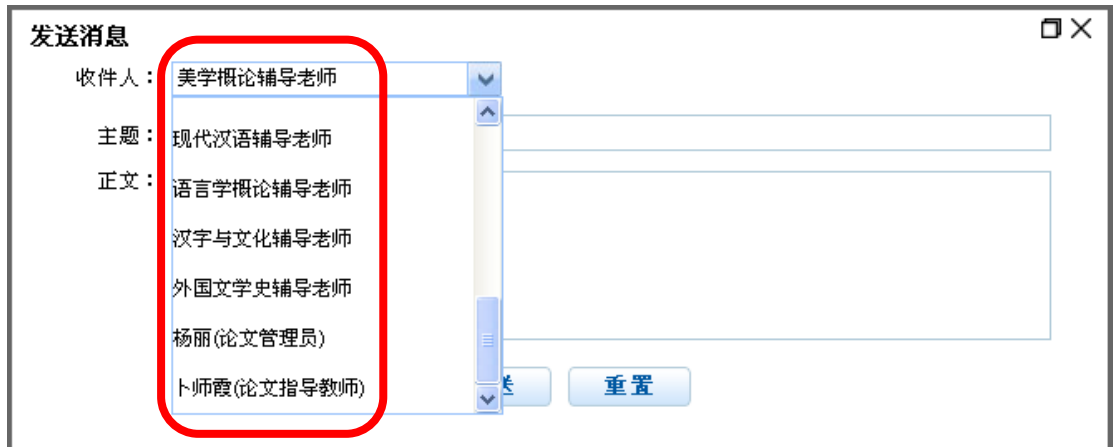 发送消息
收件人： 美学概论辅导老师
主题： 现代汉语辅导老师
正文： 语言学概论辅导老师
汉字与文化辅导老师
外国文学史辅导老师
杨丽(论文管理员)
卜师霞(论文指导教师)
重置